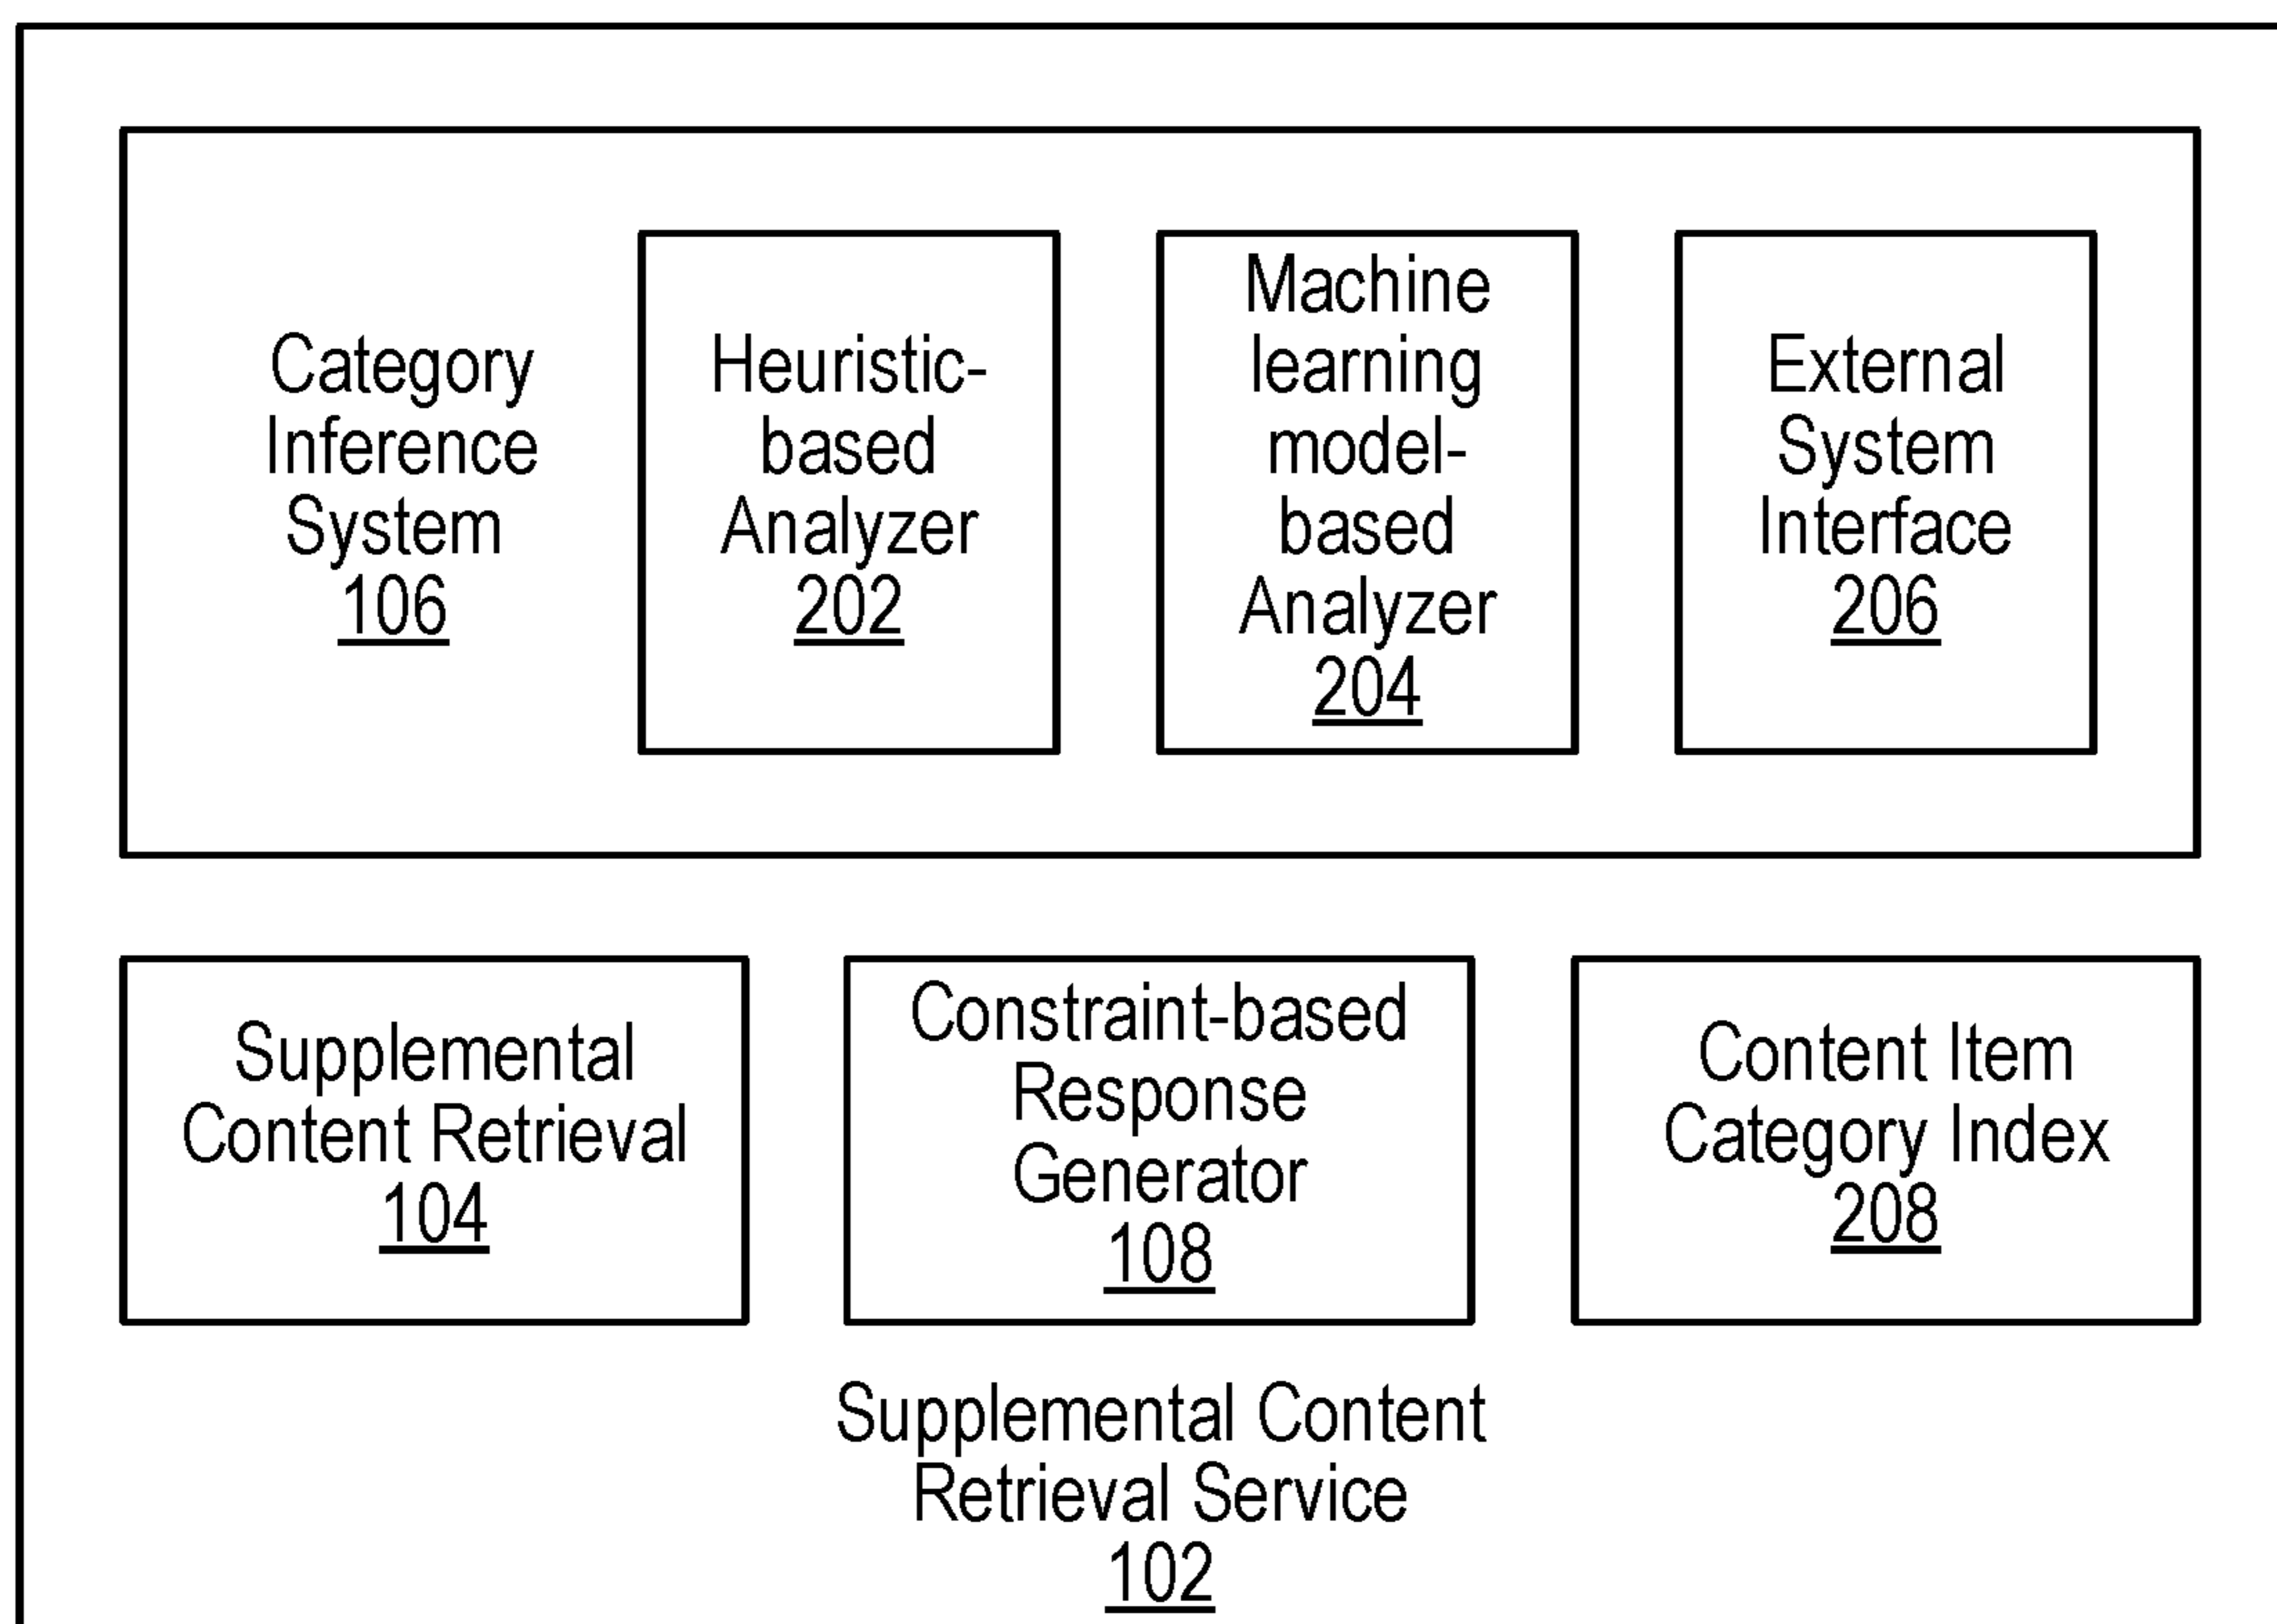 Category
Inference
System
106
Heuristic-
based
Analyzer
202
Machine
learning
model-
based
Analyzer
204
External
System
Interface
206
Supplemental
Content Retrieval
104
Constraint-based
Response
Generator
108
Content Item
Category Index
208
Supplemental Content
Retrieval Service
102